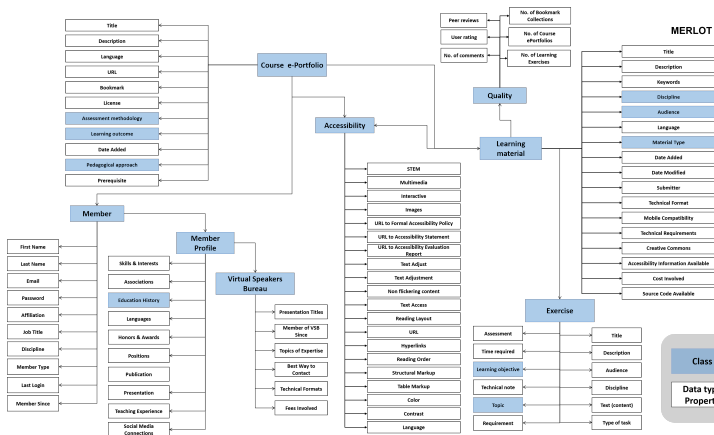 MERLOT
Title
Description
Language
URL
Bookmark
License
Assessment methodology
Learning outcome
Date Added
Pedagogical approach
Prerequisite
Course e-Portfolio
Peer reviews
User rating
No. of comments
No. of Bookmark
Collections
No. of Course
ePortfolios
No. of Learning
Exercises
Quality
Accessibility
Learning
material
Title
Description
Keywords
Discipline
Audience
Language
Material Type
Date Added
Date Modified
Submitter
Technical Format
Mobile Compatibility
Technical Requirements
Creative Commons
Accessibility Information Available
Cost Involved
Source Code Available
STEM
Multimedia
Interactive
Images
URL to Formal Accessibility Policy
URL to Accessibility Statement
URL to Accessibility Evaluation
Report
Text Adjust
Text Adjustment
Non flickering content
Text Access
Reading Layout
URL
Hyperlinks
Reading Order
Structural Markup
Table Markup
Color
Contrast
Language
Member
First Name
Last Name
Email
Password
Affiliation
Job Title
Discipline
Member Type
Last Login
Member Since
Member
Profile
Skills & Interests
Associations
Education History
Languages
Honors & Awards
Positions
Publication
Presentation
Teaching Experience
Social Media
Connections
Virtual Speakers
Bureau
Presentation Titles
Member of VSB
Since
Topics of Expertise
Best Way to
Contact
Technical Formats
Fees Involved
Exercise
Assessment
Time required
Learning objective
Technical note
Topic
Requirement
Title
Description
Audience
Discipline
Text (content)
Type of task
Class
Data typ
Propert